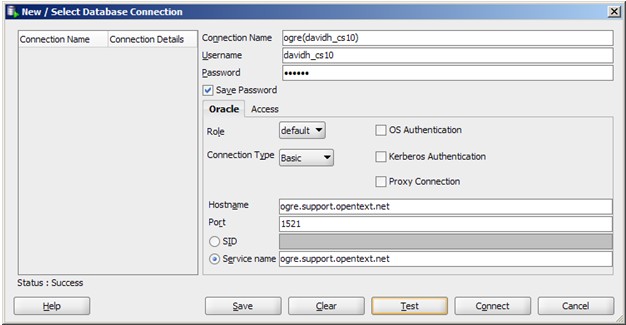 New / Select Database Connection
Connection Name Connection Details
Connection Name ogre(davidh_cs10)
Username davidh_cs10
Password ••••••
Save Password
Oracle Access
Role default OS Authentication
Connection Type Basic Kerberos Authentication
Proxy Connection
Hostname ogre.support.opentext.net
Port 1521
SID
Service name ogre.support.opentext.net
Status : Success
Help Save Clear Test Connect Cancel